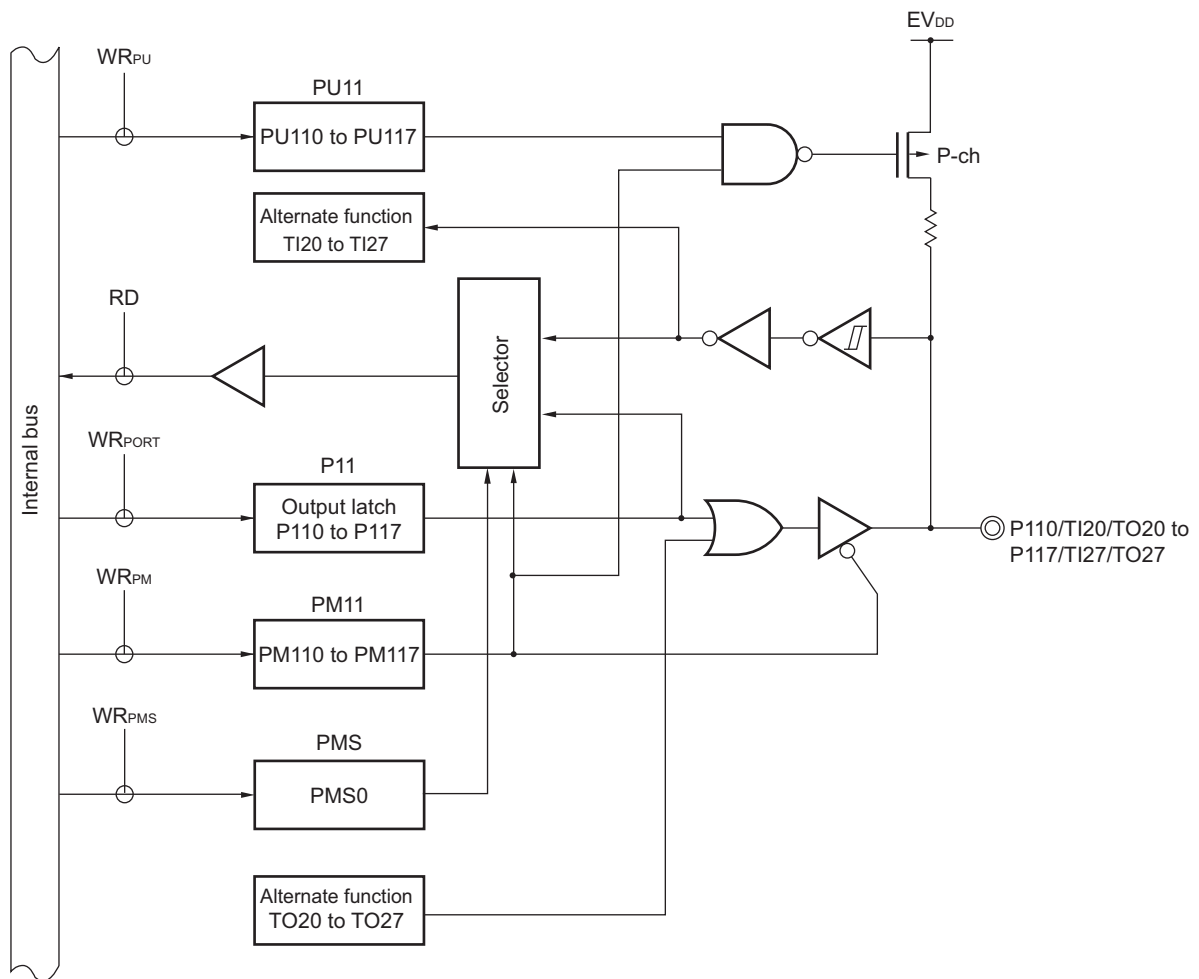 EVDD
WRPU
PU11
PU110 to PU117
P-ch
Alternate function
TI20 to TI27
RD
Selector
Internal bus
WRPORT
P11
Output latch
P110 to P117
P110/TI20/TO20 to
P117/TI27/TO27
WRPM
PM11
PM110 to PM117
WRPMS
PMS
PMS0
Alternate function
TO20 to TO27